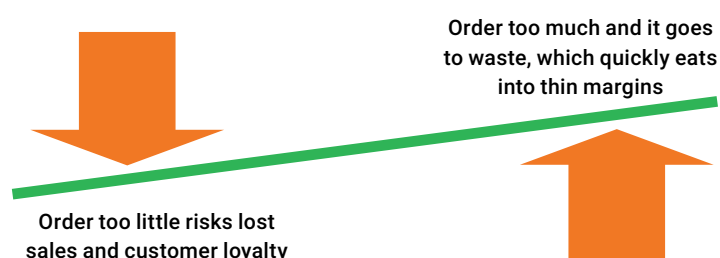 Order too much and it goes
to waste, which quickly eats
into thin margins
Order too little risks lost
sales and customer loyalty